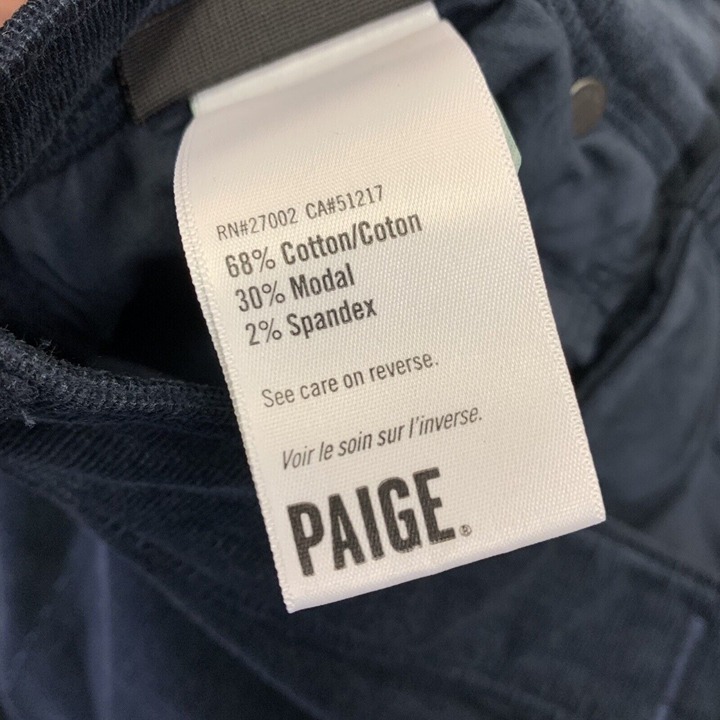 RN#27002 CA#51217
68% Cotton/Coton
30% Modal
2% Spandex
See care on reverse.
Voir le soin sur l'inverse.
PAIGE®